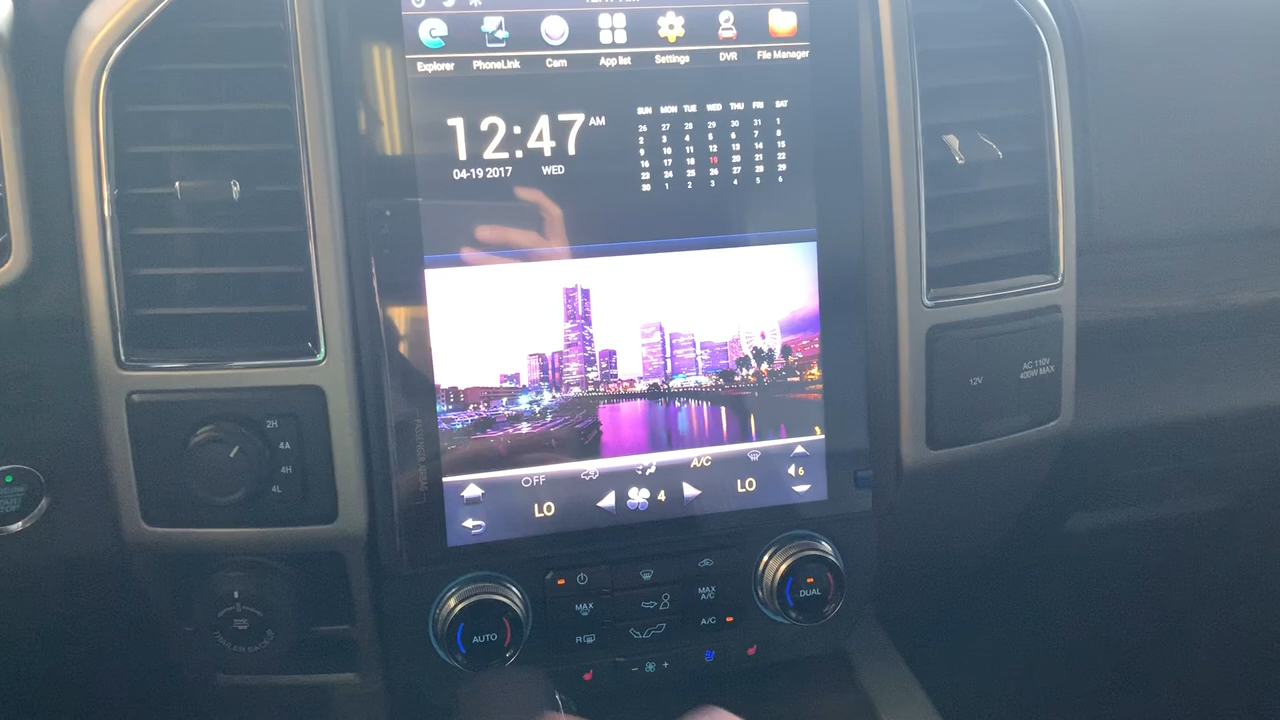 Explorer PhoneLink Cam App list Settings DVR File Manager
12:47 AM
04-19 2017 WED
SUN MON TUE WED THU FRI SAT
26 27 28 29 30 31 1
2 3 4 5 6 7 8
9 10 11 12 13 14 15
16 17 18 19 20 21 22
23 24 25 26 27 28 29
30 1 2 3 4 5 6
12V
AC 110V
400W MAX
2H
4A
4H
4L
OFF A/C
LO 4 LO 6
AUTO
DUAL
MAX
MAX
A/C
R
A/C
- +
TRAILER BACKUP